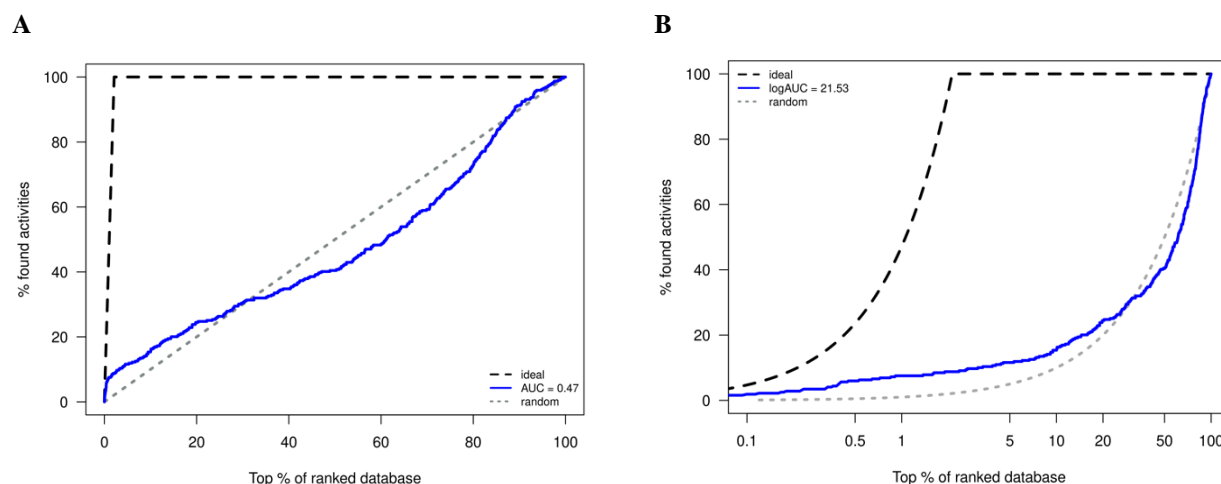 A
% found activities
100
80
60
40
20
0
ideal
AUC = 0.47
random
0 20 40 60 80 100
Top % of ranked database
B
% found activities
100
80
60
40
20
0
ideal
logAUC = 21.53
random
0.1 0.5 1 5 10 20 50 100
Top % of ranked database